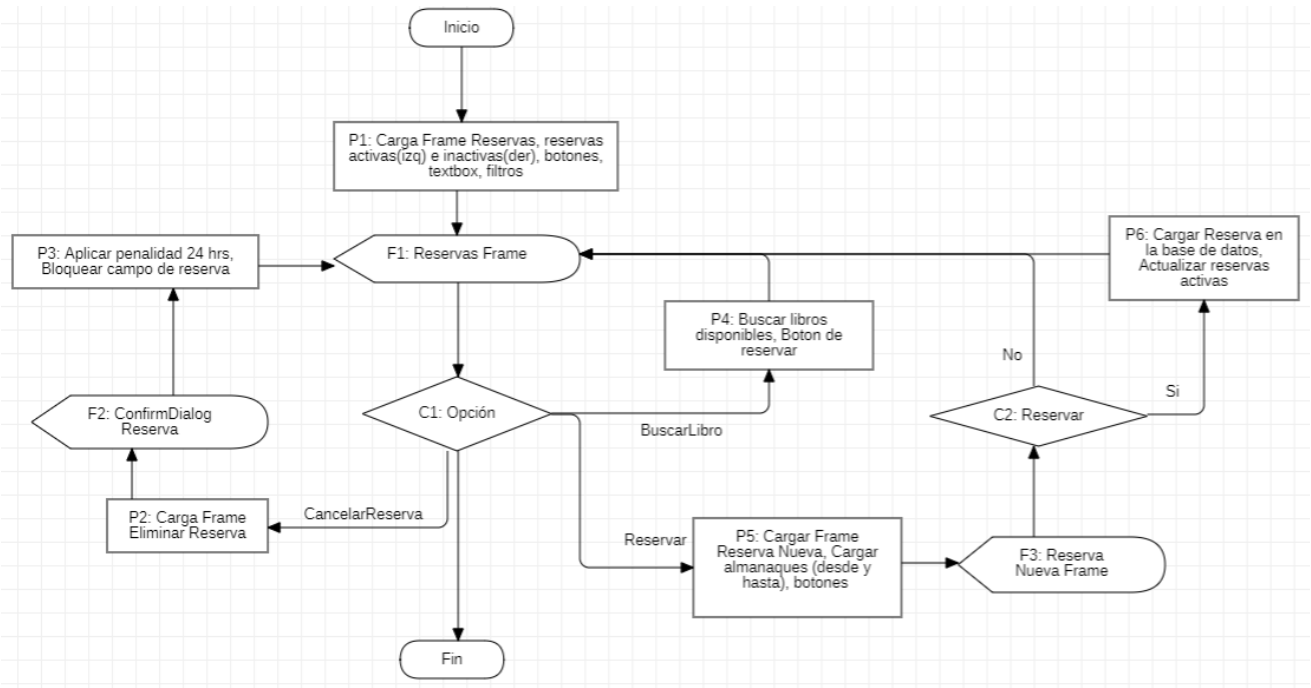 Inicio
P1: Carga Frame Reservas, reservas
activas(izq) e inactivas(der), botones,
textbox, filtros
P3: Aplicar penalidad 24 hrs,
Bloquear campo de reserva
F1: Reservas Frame
P6: Cargar Reserva en
la base de datos,
Actualizar reservas
activas
P4: Buscar libros
disponibles, Boton de
reservar
No
Si
F2: ConfirmDialog
Reserva
C1: Opción
BuscarLibro
C2: Reservar
P2: Carga Frame
Eliminar Reserva
CancelarReserva
Reservar
P5: Cargar Frame
Reserva Nueva, Cargar
almanaques (desde y
hasta), botones
F3: Reserva
Nueva Frame
Fin